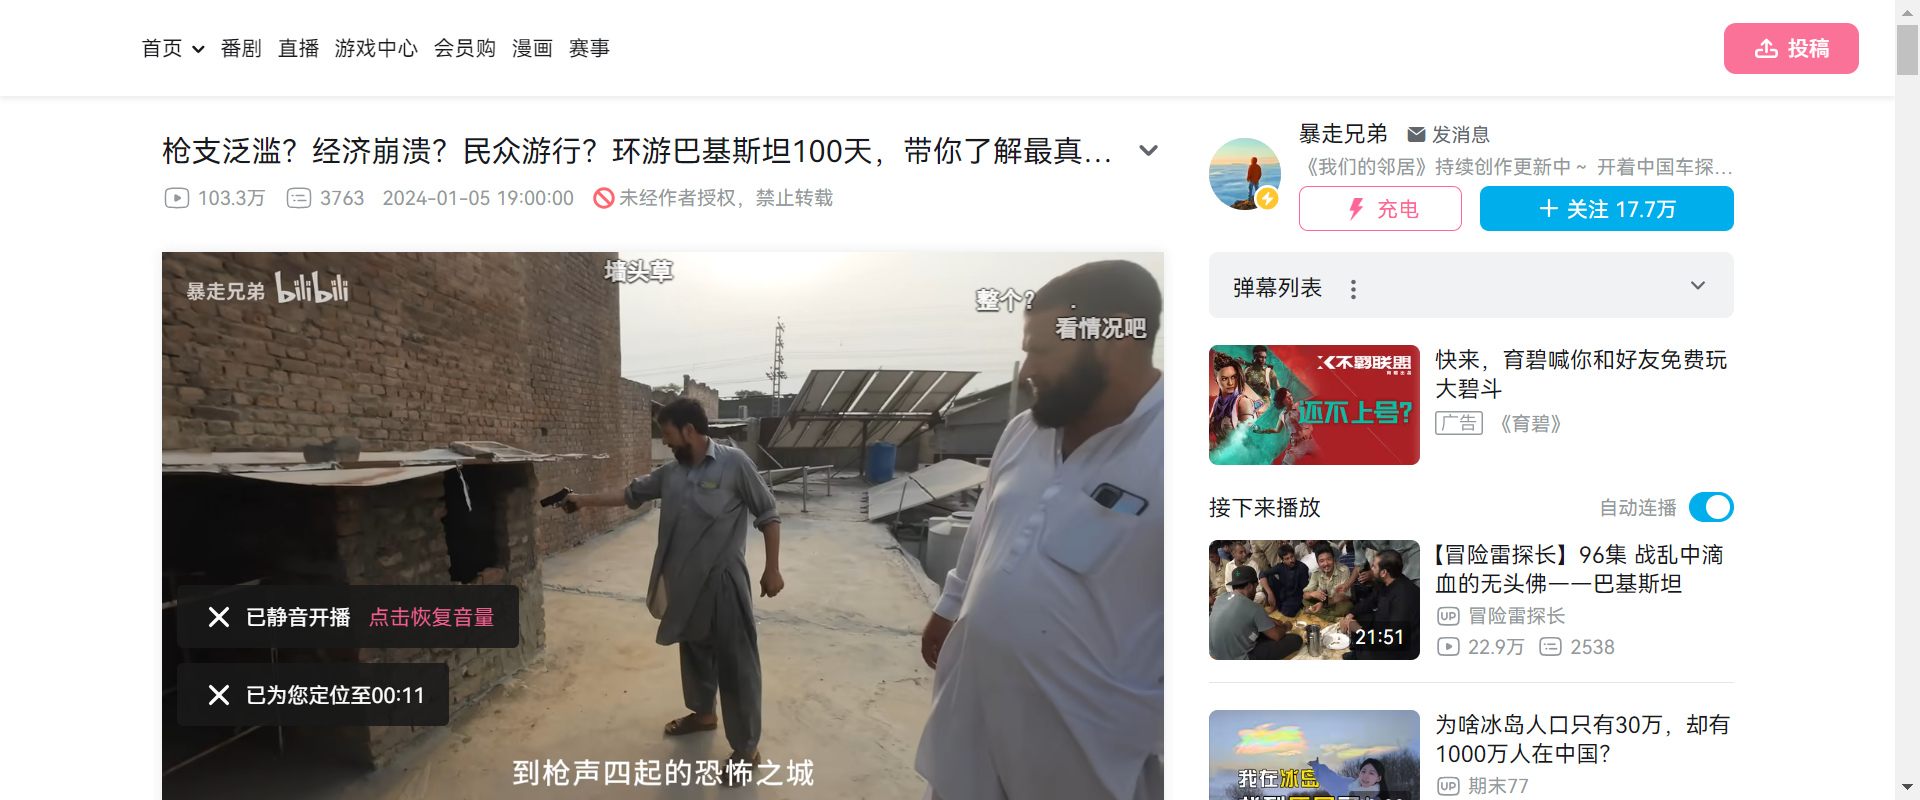 首页 番剧 直播 游戏中心 会员购 漫画 赛事
投稿
枪支泛滥？经济崩溃？民众游行？环游巴基斯坦100天，带你了解最真…
103.3万 3763 2024-01-05 19:00:00 未经作者授权，禁止转载
暴走兄弟 发消息
《我们的邻居》持续创作更新中~ 开着中国车探…
充电
+ 关注 17.7万
暴走兄弟 bilibili
墙头草
整个？
看情况吧
已静音开播 点击恢复音量
已为您定位至00:11
到枪声四起的恐怖之城
弹幕列表
不羁联盟
还不上号?
快来，育碧喊你和好友免费玩
大碧斗
广告 《育碧》
接下来播放 自动连播
21:51
【冒险雷探长】96集 战乱中滴
血的无头佛——巴基斯坦
UP 冒险雷探长
22.9万 2538
我在冰岛
为啥冰岛人口只有30万，却有
1000万人在中国？
UP 期末77